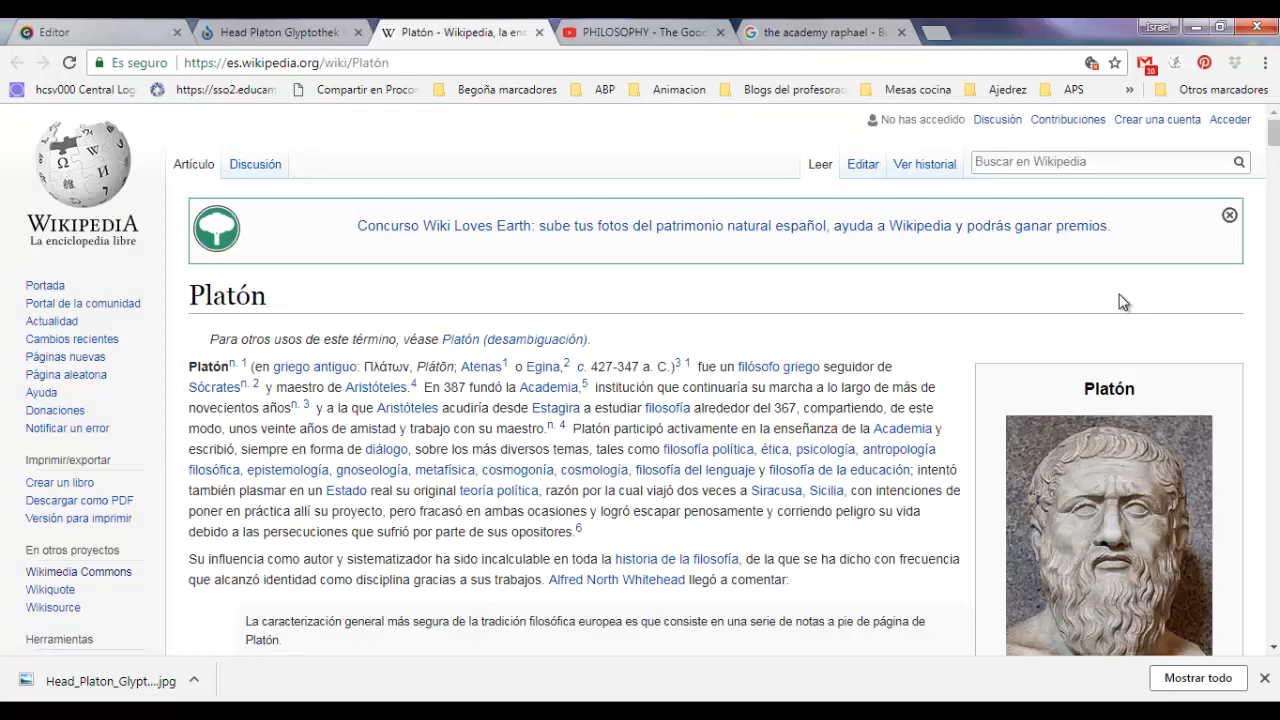 Editor
Head Platon Glyptothek
Platón - Wikipedia, la en
PHILOSOPHY - The Goo
the academy raphael - B
Israel
Es seguro
https://es.wikipedia.org/wiki/Platón
10
hcsv000 Central Log
https://sso2.educam
Compartir en Procon
Begoña marcadores
ABP
Animacion
Blogs del profesora
Mesas cocina
Ajedrez
APS
»
Otros marcadores
No has accedido
Discusión
Contribuciones
Crear una cuenta
Acceder
Artículo
Discusión
Leer
Editar
Ver historial
Buscar en Wikipedia
WIKIPEDIA
La enciclopedia libre
Concurso Wiki Loves Earth: sube tus fotos del patrimonio natural español, ayuda a Wikipedia y podrás ganar premios.
Portada
Portal de la comunidad
Actualidad
Cambios recientes
Páginas nuevas
Página aleatoria
Ayuda
Donaciones
Notificar un error
Imprimir/exportar
Crear un libro
Descargar como PDF
Versión para imprimir
En otros proyectos
Wikimedia Commons
Wikiquote
Wikisource
Herramientas
Platón
Para otros usos de este término, véase Platón (desambiguación).
Platón n. 1 (en griego antiguo: Πλάτων, Plátōn; Atenas1 o Egina,2 c. 427-347 a. C.)3 1 fue un filósofo griego seguidor de
Sócrates n. 2 y maestro de Aristóteles.4 En 387 fundó la Academia,5 institución que continuaría su marcha a lo largo de más de
novecientos años n. 3 y a la que Aristóteles acudiría desde Estagira a estudiar filosofía alrededor del 367, compartiendo, de este
modo, unos veinte años de amistad y trabajo con su maestro.n. 4 Platón participó activamente en la enseñanza de la Academia y
escribió, siempre en forma de diálogo, sobre los más diversos temas, tales como filosofía política, ética, psicología, antropología
filosófica, epistemología, gnoseología, metafísica, cosmogonía, cosmología, filosofía del lenguaje y filosofía de la educación; intentó
también plasmar en un Estado real su original teoría política, razón por la cual viajó dos veces a Siracusa, Sicilia, con intenciones de
poner en práctica allí su proyecto, pero fracasó en ambas ocasiones y logró escapar penosamente y corriendo peligro su vida
debido a las persecuciones que sufrió por parte de sus opositores.6
Su influencia como autor y sistematizador ha sido incalculable en toda la historia de la filosofía, de la que se ha dicho con frecuencia
que alcanzó identidad como disciplina gracias a sus trabajos. Alfred North Whitehead llegó a comentar:
La caracterización general más segura de la tradición filosófica europea es que consiste en una serie de notas a pie de página de
Platón.
Platón
Head_Platon_Glypt....jpg
Mostrar todo